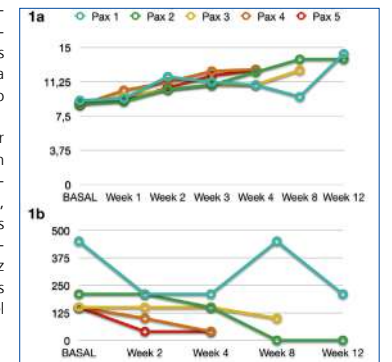 1a
Pax 1 Pax 2 Pax 3 Pax 4 Pax 5
15
11,25
7,5
3,75
0
BASAL Week 1 Week 2 Week 3 Week 4 Week 8 Week 12
1b
500
375
250
125
0
BASAL Week 2 Week 4 Week 8 Week 12